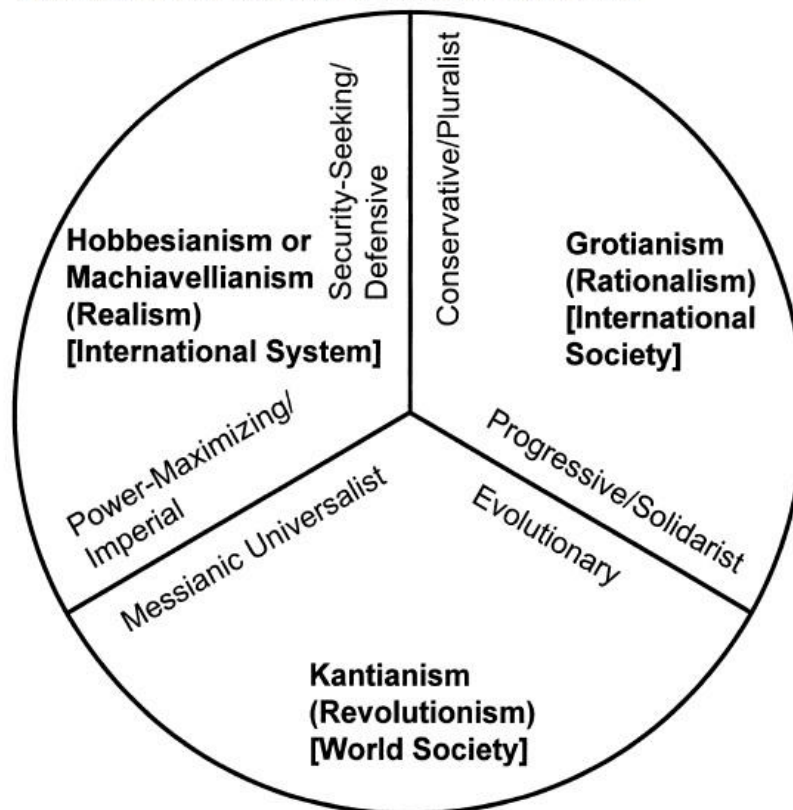 Security-Seeking/
Defensive
Conservative/Pluralist
Hobbesianism or
Machiavellianism
(Realism)
[International System]
Grotianism
(Rationalism)
[International
Society]
Power-Maximizing/
Imperial
Messianic Universalist
Progressive/Solidarist
Evolutionary
Kantianism
(Revolutionism)
[World Society]